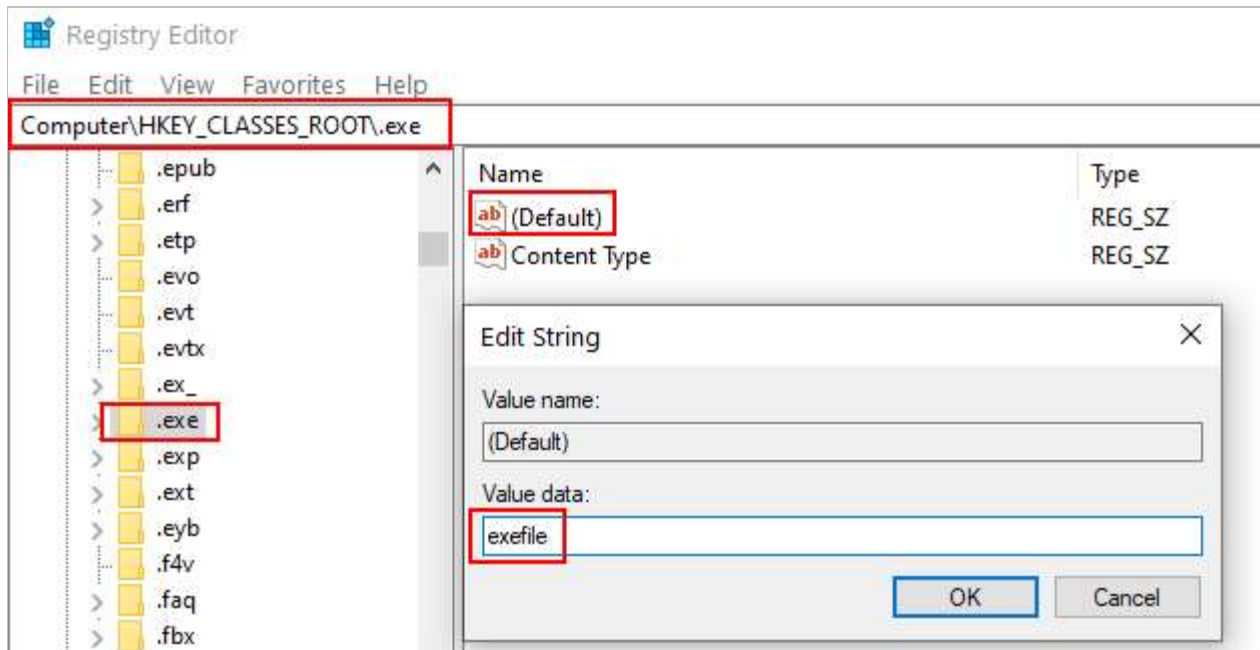 Registry Editor
File Edit View Favorites Help
Computer\HKEY_CLASSES_ROOT\.exe
.epub
.erf
.etp
.evo
.evt
.evtx
.ex_
.exe
.exp
.ext
.eyb
.f4v
.faq
.fbx
Name Type
ab (Default) REG_SZ
ab Content Type REG_SZ
Edit String
Value name:
(Default)
Value data:
exefile
OK Cancel